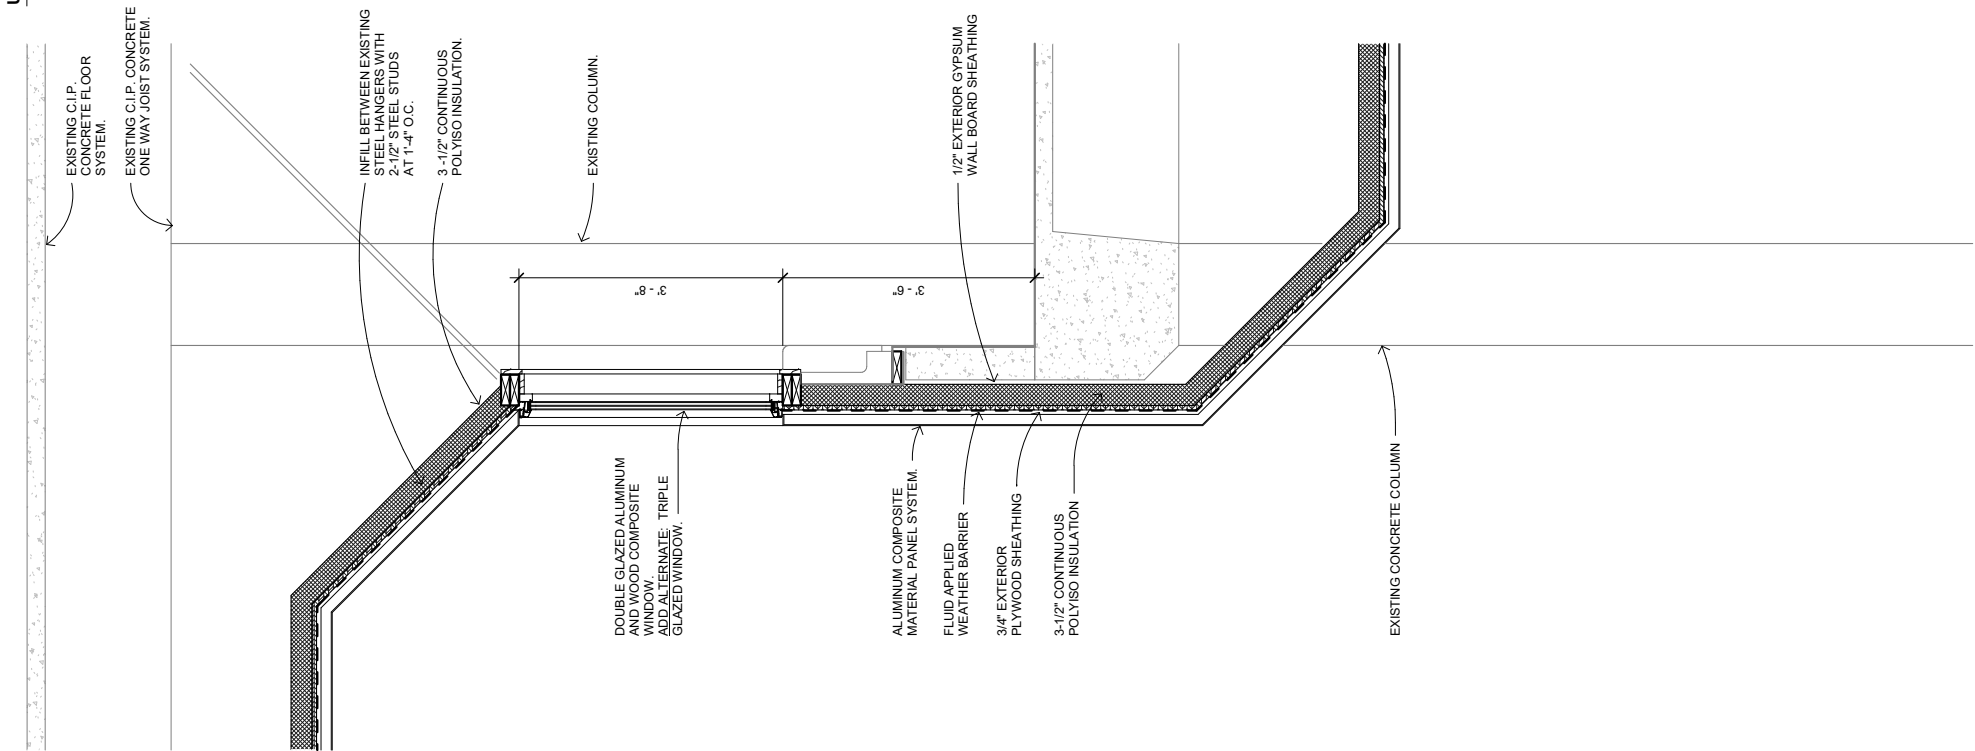 EXISTING C.I.P.
CONCRETE FLOOR
SYSTEM.
EXISTING C.I.P. CONCRETE
ONE WAY JOIST SYSTEM.
INFILL BETWEEN EXISTING
STEEL HANGERS WITH
2-1/2" STEEL STUDS
AT 1'-4" O.C.
3 -1/2" CONTINUOUS
POLYISO INSULATION.
EXISTING COLUMN.
1/2" EXTERIOR GYPSUM
WALL BOARD SHEATHING
3' - 8"
3' - 6"
DOUBLE GLAZED ALUMINUM
AND WOOD COMPOSITE
WINDOW.
ADD ALTERNATE: TRIPLE
GLAZED WINDOW.
ALUMINUM COMPOSITE
MATERIAL PANEL SYSTEM.
FLUID APPLIED
WEATHER BARRIER
3/4" EXTERIOR
PLYWOOD SHEATHING
3-1/2" CONTINUOUS
POLYISO INSULATION
EXISTING CONCRETE COLUMN